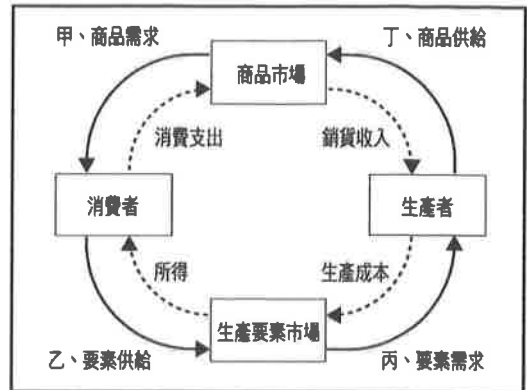 甲、商品需求
丁、商品供給
商品市場
消費支出
銷貨收入
消費者
生產者
所得
生產成本
生產要素市場
乙、要素供給
丙、要素需求